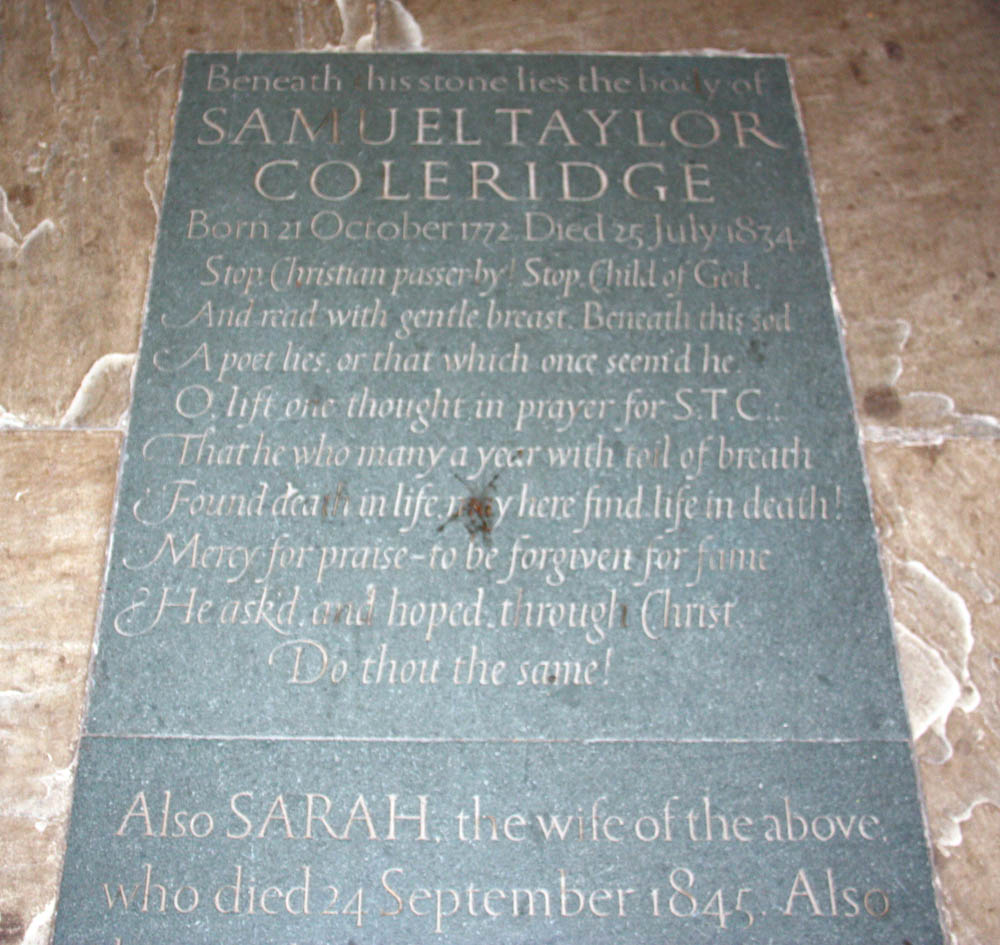 Beneath this stone lies the body of
SAMUEL TAYLOR
COLERIDGE
Born 21 October 1772. Died 25 July 1834.
Stop, Christian passer-by! Stop, Child of God,
And read with gentle breast. Beneath this sod
A poet lies, or that which once seem'd he.
O, lift one thought in prayer for S.T.C.;
That he who many a year with toil of breath
Found death in life, may here find life in death!
Mercy for praise - to be forgiven for fame
He ask'd, and hoped, through Christ.
Do thou the same!
Also SARAH, the wife of the above,
who died 24 September 1845. Also